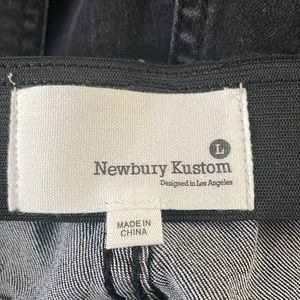 L
Newbury Kustom
Designed in Los Angeles
MADE IN
CHINA